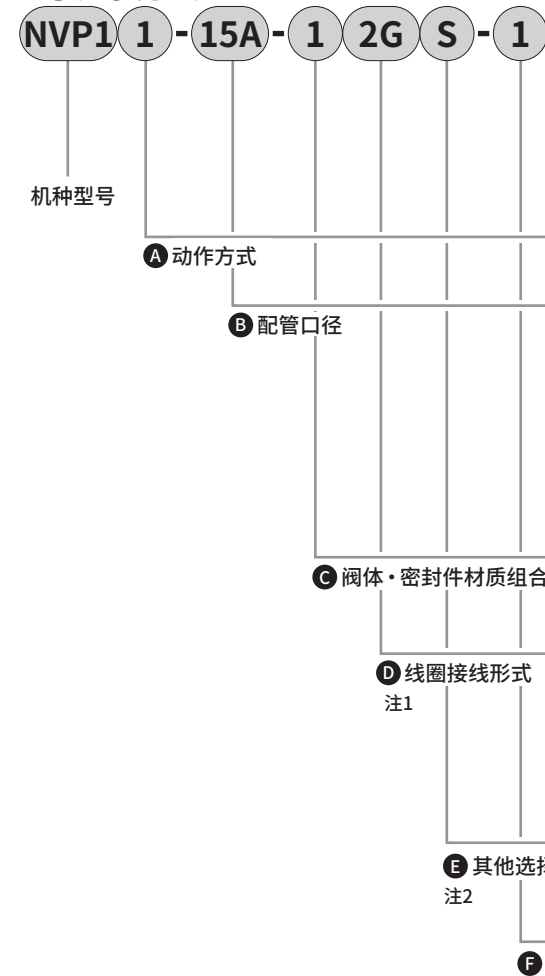 NVP1 1 - 15A - 1 2G S - 1
机种型号
A 动作方式
B 配管口径
C 阀体・密封件材质组合
D 线圈接线形式
注1
E 其他选
注2
F